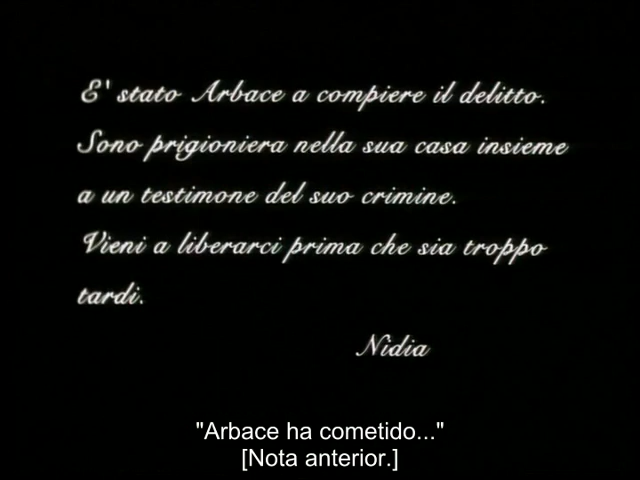 E' stato Arbace a compiere il delitto.
Sono prigioniera nella sua casa insieme
a un testimone del suo crimine.
Vieni a liberarci prima che sia troppo
tardi.
Nidia
"Arbace ha cometido..."
[Nota anterior.]